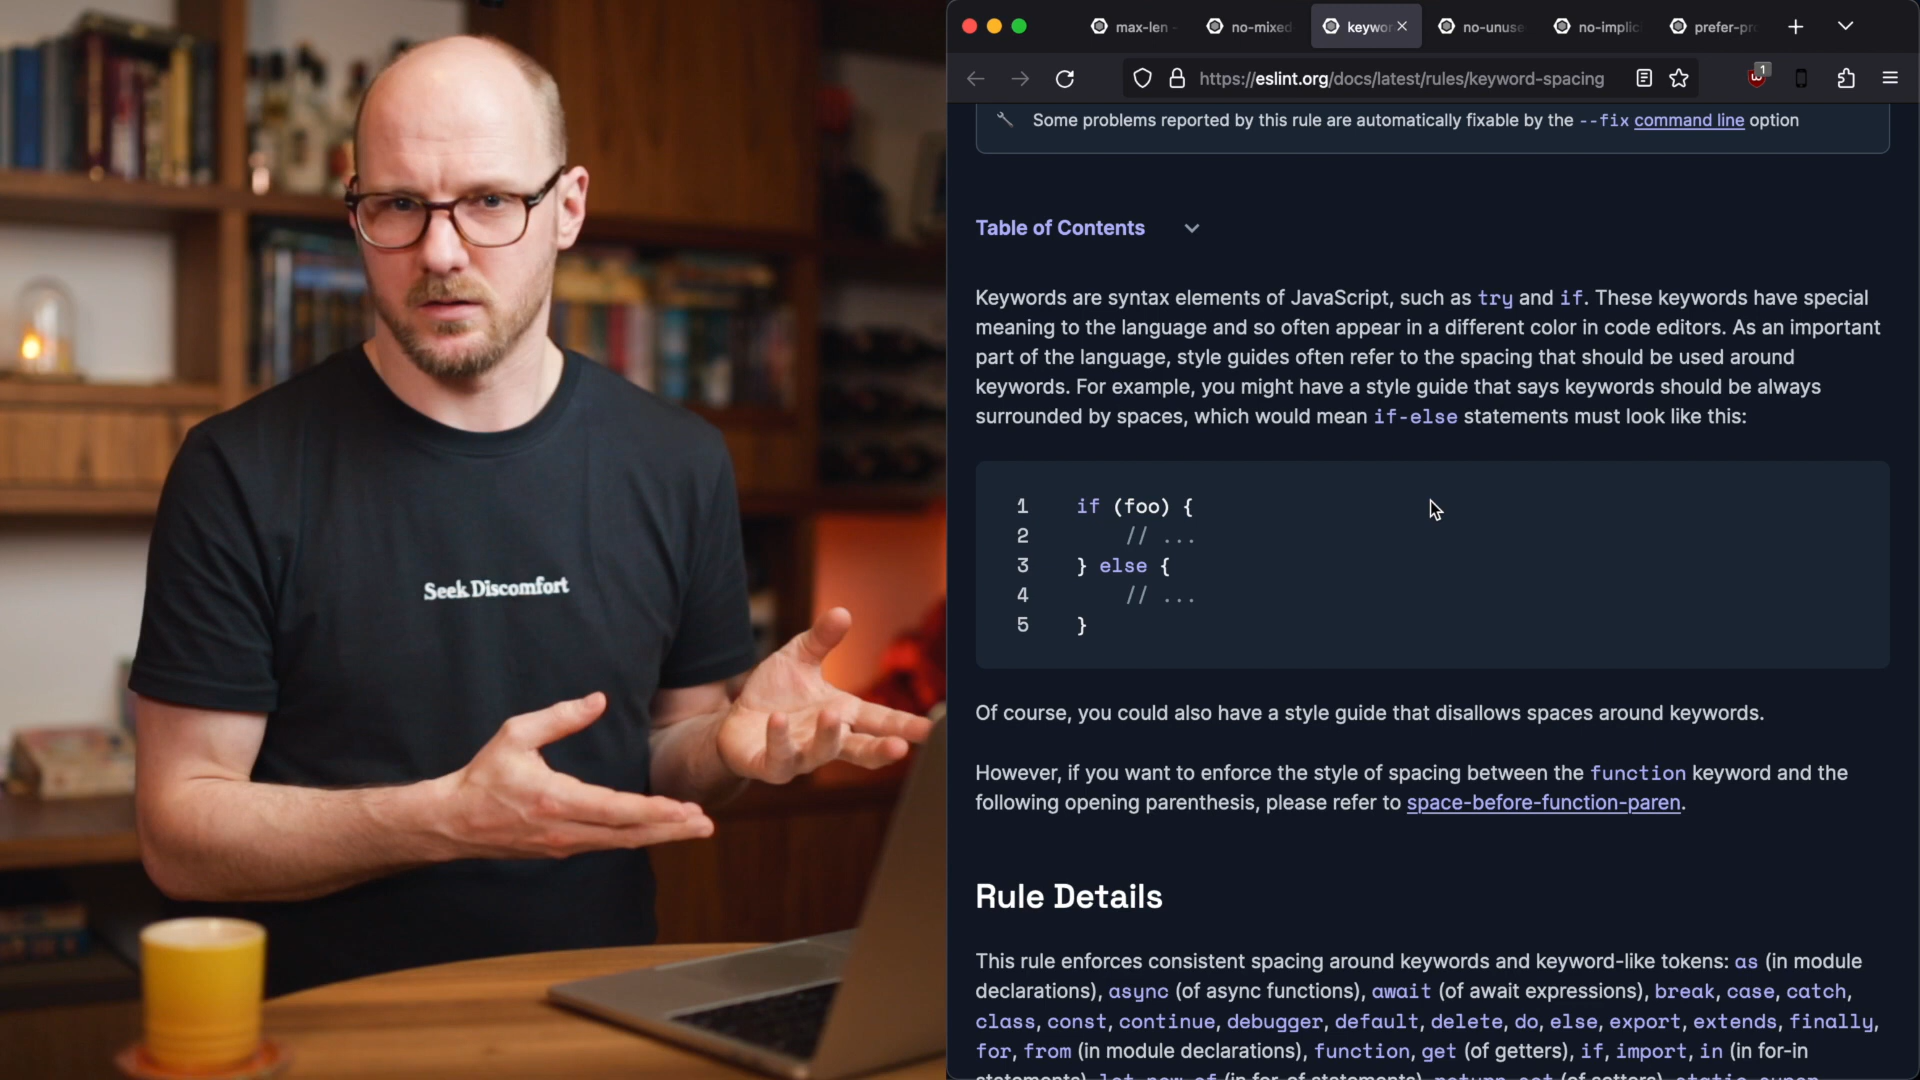 Seek Discomfort
max-len -
no-mixed
keywor
no-unuse
no-implic
prefer-pr
https://eslint.org/docs/latest/rules/keyword-spacing
1
Some problems reported by this rule are automatically fixable by the --fix command line option
Table of Contents
Keywords are syntax elements of JavaScript, such as try and if. These keywords have special
meaning to the language and so often appear in a different color in code editors. As an important
part of the language, style guides often refer to the spacing that should be used around
keywords. For example, you might have a style guide that says keywords should be always
surrounded by spaces, which would mean if-else statements must look like this:
1 if (foo) {
2 // ...
3 } else {
4 // ...
5 }
Of course, you could also have a style guide that disallows spaces around keywords.
However, if you want to enforce the style of spacing between the function keyword and the
following opening parenthesis, please refer to space-before-function-paren.
Rule Details
This rule enforces consistent spacing around keywords and keyword-like tokens: as (in module
declarations), async (of async functions), await (of await expressions), break, case, catch,
class, const, continue, debugger, default, delete, do, else, export, extends, finally,
for, from (in module declarations), function, get (of getters), if, import, in (in for-in